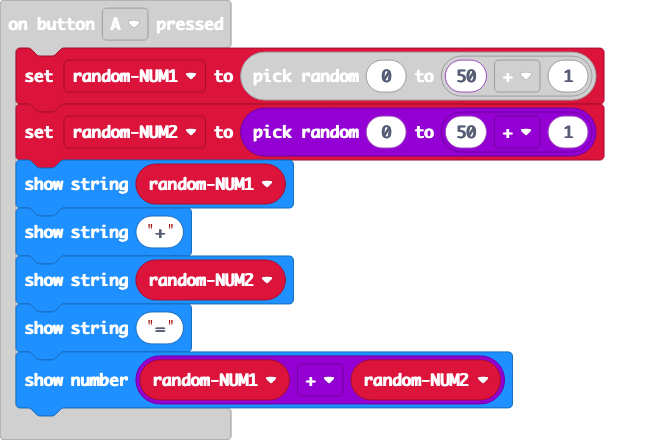 on button A pressed
set random-NUM1 to pick random 0 to 50 + 1
set random-NUM2 to pick random 0 to 50 + 1
show string random-NUM1
show string "+"
show string random-NUM2
show string "="
show number random-NUM1 + random-NUM2